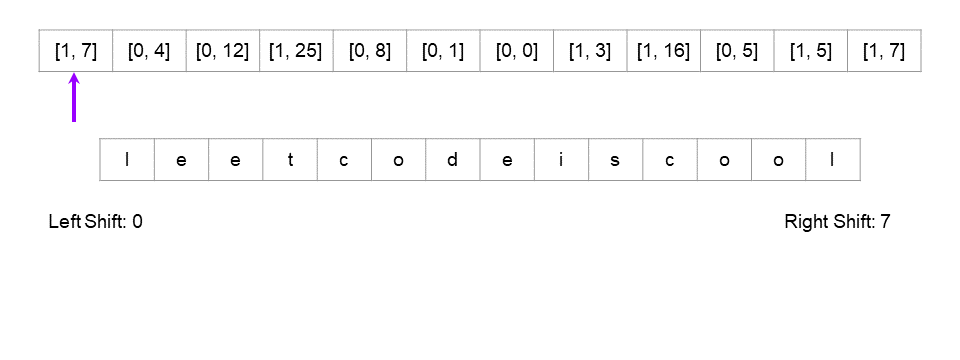 [1, 7] [0, 4] [0, 12] [1, 25] [0, 8] [0, 1] [0, 0] [1, 3] [1, 16] [0, 5] [1, 5] [1, 7]
l e e t c o d e i s c o o l
Left Shift: 0 Right Shift: 7